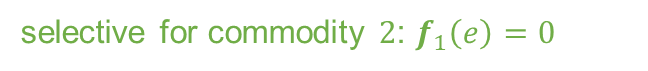 selective for commodity 2: 𝒇₁(𝑒) = 0